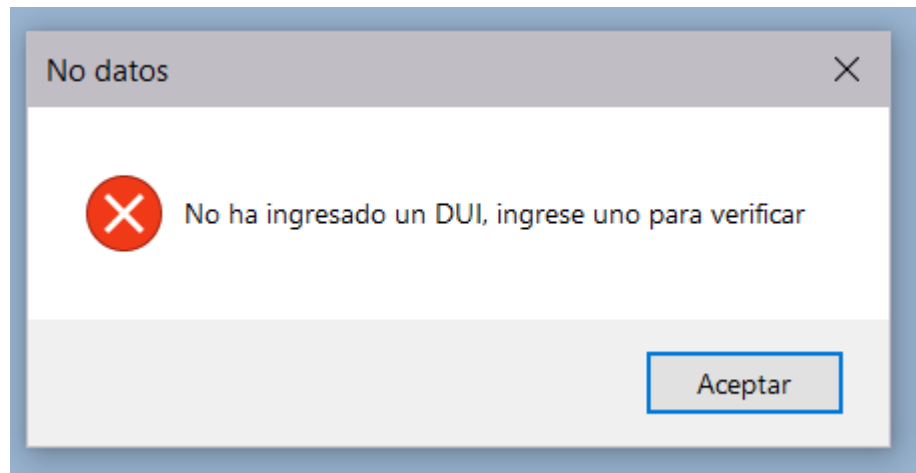 No datos
No ha ingresado un DUI, ingrese uno para verificar
Aceptar